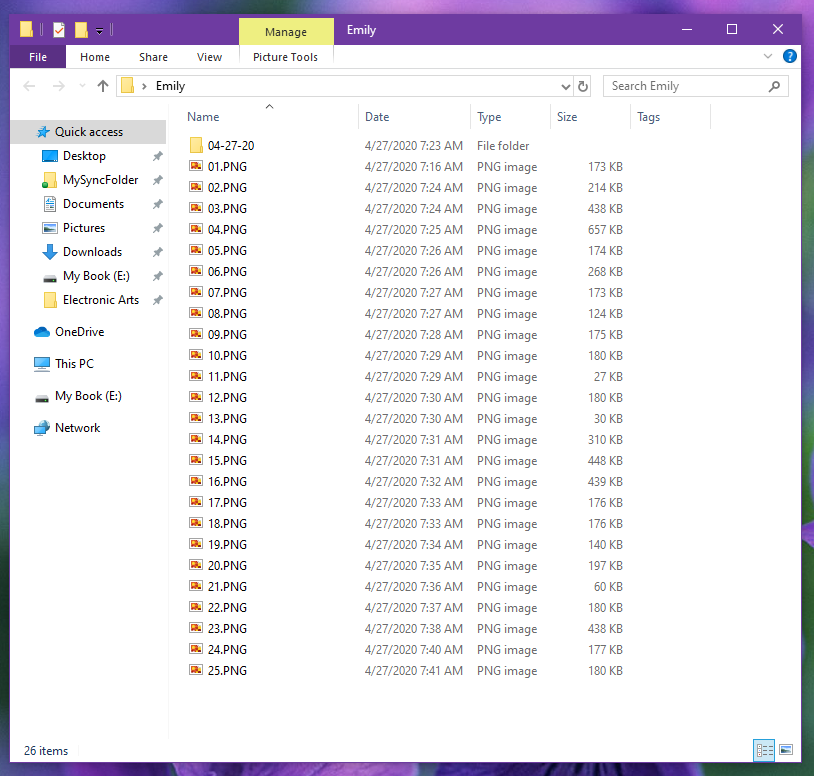 Manage
Emily
File
Home
Share
View
Picture Tools
Emily
Search Emily
Quick access
Desktop
MySyncFolder
Documents
Pictures
Downloads
My Book (E:)
Electronic Arts
OneDrive
This PC
My Book (E:)
Network
Name Date Type Size Tags
04-27-20 4/27/2020 7:23 AM File folder
01.PNG 4/27/2020 7:16 AM PNG image 173 KB
02.PNG 4/27/2020 7:24 AM PNG image 214 KB
03.PNG 4/27/2020 7:24 AM PNG image 438 KB
04.PNG 4/27/2020 7:25 AM PNG image 657 KB
05.PNG 4/27/2020 7:26 AM PNG image 174 KB
06.PNG 4/27/2020 7:26 AM PNG image 268 KB
07.PNG 4/27/2020 7:27 AM PNG image 173 KB
08.PNG 4/27/2020 7:27 AM PNG image 124 KB
09.PNG 4/27/2020 7:28 AM PNG image 175 KB
10.PNG 4/27/2020 7:29 AM PNG image 180 KB
11.PNG 4/27/2020 7:29 AM PNG image 27 KB
12.PNG 4/27/2020 7:30 AM PNG image 180 KB
13.PNG 4/27/2020 7:30 AM PNG image 30 KB
14.PNG 4/27/2020 7:31 AM PNG image 310 KB
15.PNG 4/27/2020 7:31 AM PNG image 448 KB
16.PNG 4/27/2020 7:32 AM PNG image 439 KB
17.PNG 4/27/2020 7:33 AM PNG image 176 KB
18.PNG 4/27/2020 7:33 AM PNG image 176 KB
19.PNG 4/27/2020 7:34 AM PNG image 140 KB
20.PNG 4/27/2020 7:35 AM PNG image 197 KB
21.PNG 4/27/2020 7:36 AM PNG image 60 KB
22.PNG 4/27/2020 7:37 AM PNG image 180 KB
23.PNG 4/27/2020 7:38 AM PNG image 438 KB
24.PNG 4/27/2020 7:40 AM PNG image 177 KB
25.PNG 4/27/2020 7:41 AM PNG image 180 KB
26 items